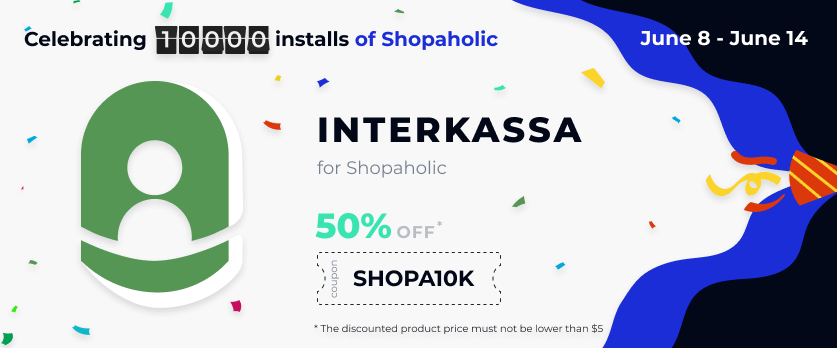 Celebrating 10000 installs of Shopaholic
June 8 - June 14
INTERKASSA
for Shopaholic
50% OFF*
coupon
SHOPA10K
* The discounted product price must not be lower than $5